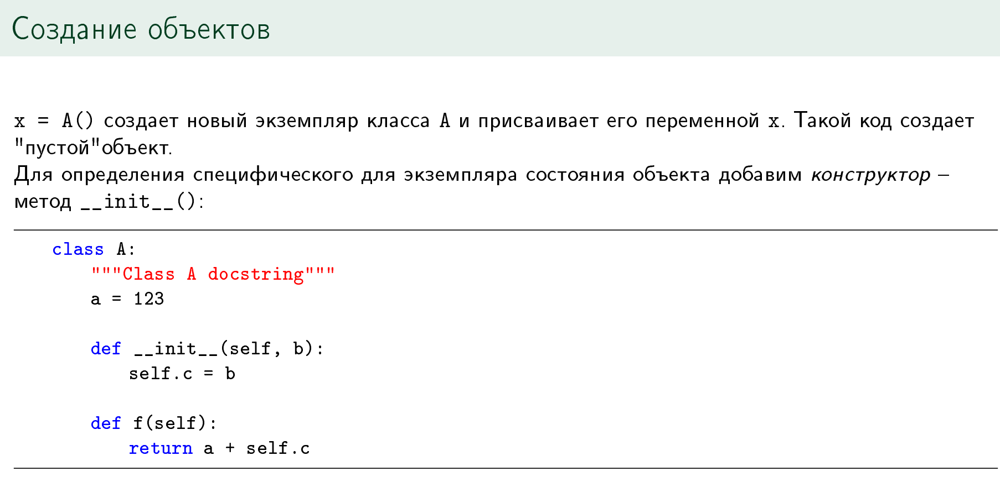 Создание объектов
x = A() создает новый экземпляр класса A и присваивает его переменной x. Такой код создает
"пустой"объект.
Для определения специфического для экземпляра состояния объекта добавим конструктор –
метод __init__():
class A:
    """Class A docstring"""
    a = 123
    def __init__(self, b):
        self.c = b
    def f(self):
        return a + self.c